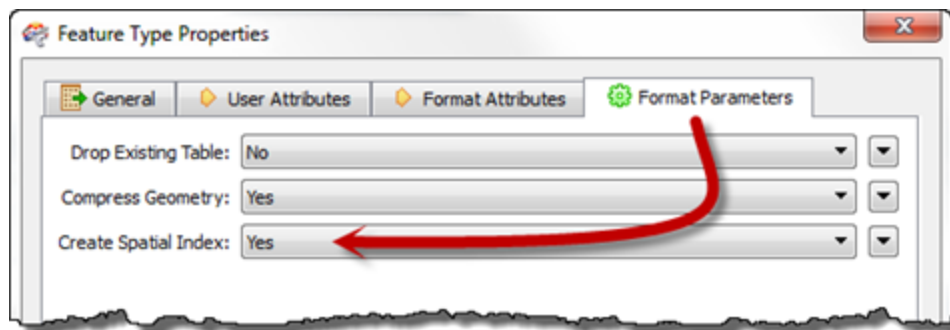 Feature Type Properties
General User Attributes Format Attributes Format Parameters
Drop Existing Table: No
Compress Geometry: Yes
Create Spatial Index: Yes